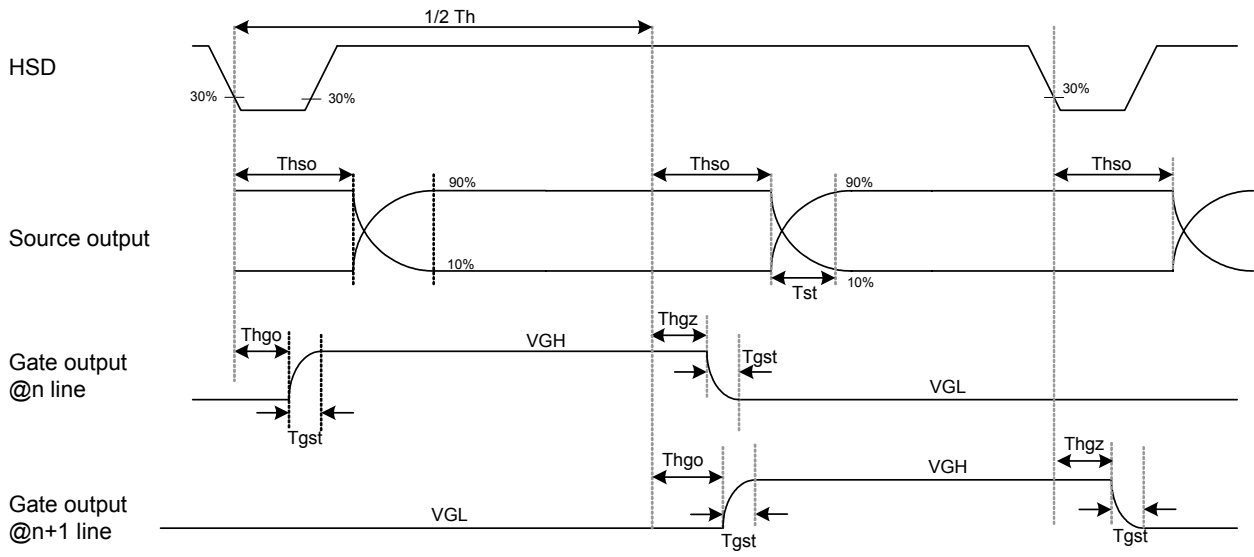 1/2 Th
HSD
30%
30%
30%
Thso
Thso
Thso
90%
90%
Source output
10%
10%
Tst
Thgo
Thgz
Gate output
@n line
VGH
Tgst
VGL
Tgst
Thgo
Thgz
VGH
Gate output
@n+1 line
VGL
Tgst
Tgst